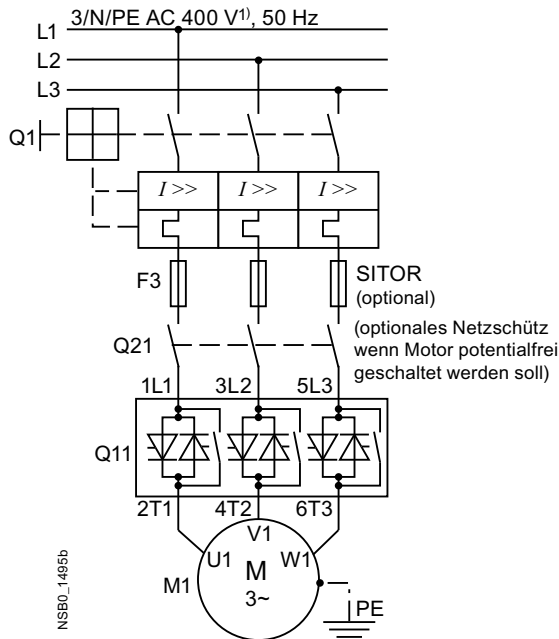 3/N/PE AC 400 V1), 50 Hz
L1
L2
L3
Q1
I >> I >> I >>
F3
SITOR
(optional)
Q21
(optionales Netzschütz
wenn Motor potentialfrei
geschaltet werden soll)
1L1 3L2 5L3
Q11
2T1 4T2 6T3
V1
U1 W1
M1
M
3~
PE
NSB0_1495b